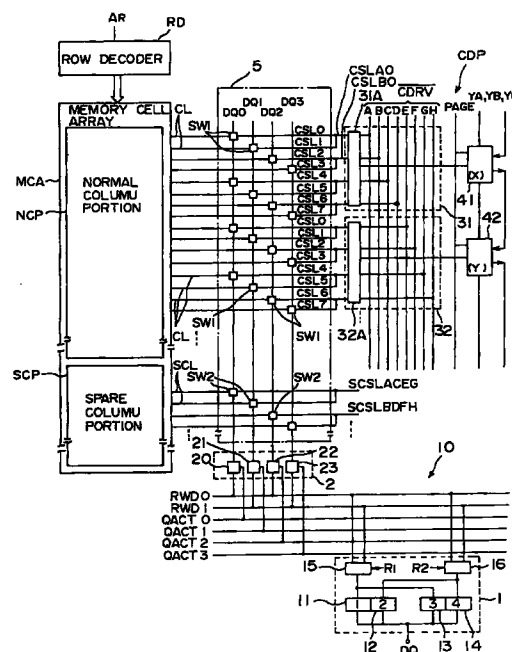 AR
RD
ROW DECODER
5
CSLA0
CSLB0
31A
CDRV
CDP
MEMORY CELL ARRAY
CL
DQ0
DQ1
DQ2
DQ3
A B C D E F G H
PAGE
YA,YB,Y
SW1
CSL0
CSL1
CSL2
CSL3
CSL4
CSL5
CSL6
CSL7
MCA
NCP
NORMAL COLUMU PORTION
(X)
41
31
42
CSL0
CSL1
CSL2
CSL3
CSL4
CSL5
CSL6
CSL7
(Y)
SW1
SW1
CL
32A
32
SCP
SPARE COLUMU PORTION
SCL
SW2
SW2
SCSLACEG
SCSLBDFH
21
20
22
23
2
10
RWD0
RWD1
QACT 0
QACT 1
QACT 2
QACT 3
15
R1
R2
16
1
11
1 2
3 4
12
13
14
DQ